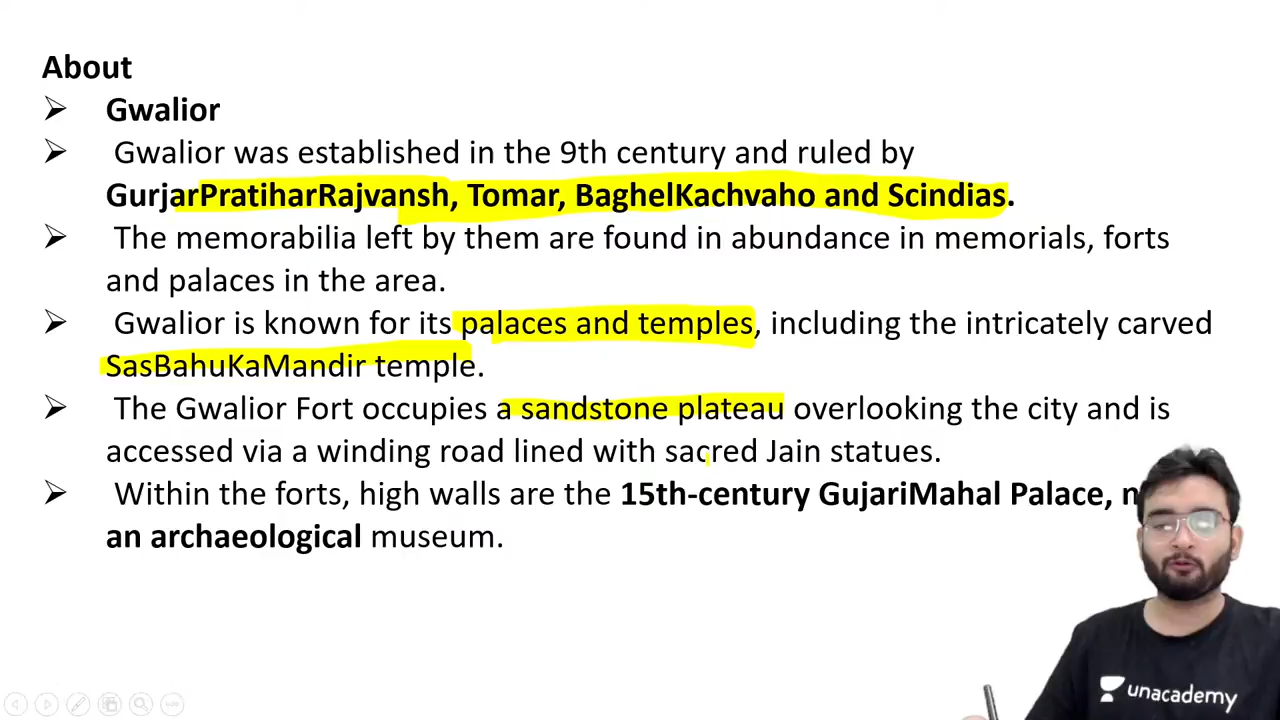 About
Gwalior
Gwalior was established in the 9th century and ruled by
GurjarPratiharRajvansh, Tomar, BaghelKachvaho and Scindias.
The memorabilia left by them are found in abundance in memorials, forts
and palaces in the area.
Gwalior is known for its palaces and temples, including the intricately carved
SasBahuKaMandir temple.
The Gwalior Fort occupies a sandstone plateau overlooking the city and is
accessed via a winding road lined with sacred Jain statues.
Within the forts, high walls are the 15th-century GujariMahal Palace,
an archaeological museum.
unacademy